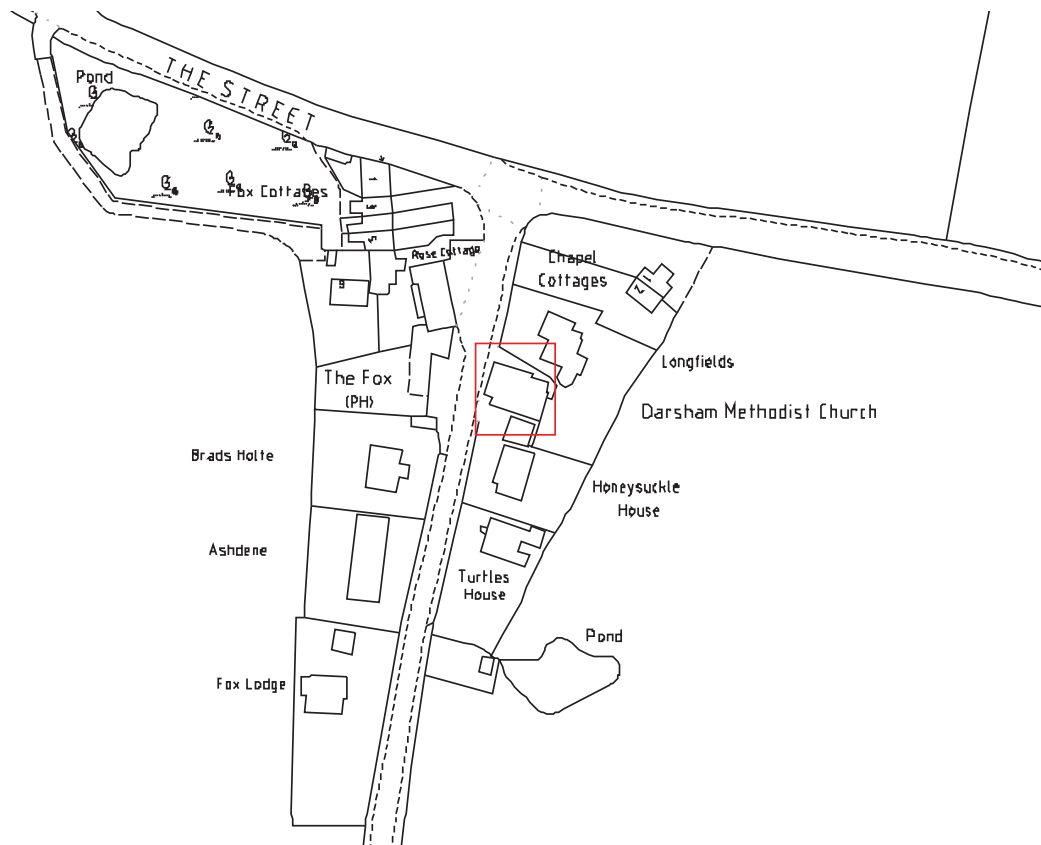 THE STREET
Pond
Fox Cottages
Rose Cottage
Chapel
Cottages
Longfields
The Fox
(PH)
Darsham Methodist Church
Brads Holte
Honeysuckle
House
Ashdene
Turtles
House
Pond
Fox Lodge